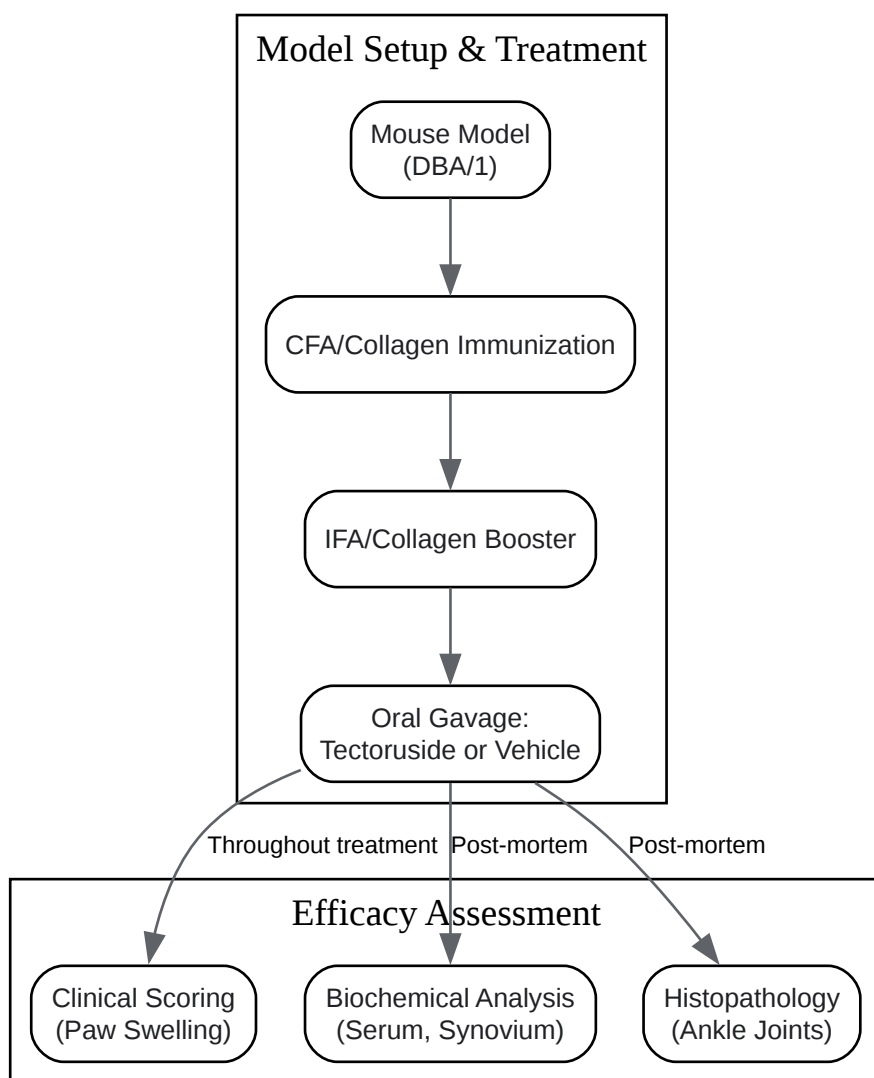 Model Setup & Treatment
Mouse Model
(DBA/1)
CFA/Collagen Immunization
IFA/Collagen Booster
Oral Gavage:
Tectoruside or Vehicle
Throughout treatment
Post-mortem
Post-mortem
Efficacy Assessment
Clinical Scoring
(Paw Swelling)
Biochemical Analysis
(Serum, Synovium)
Histopathology
(Ankle Joints)